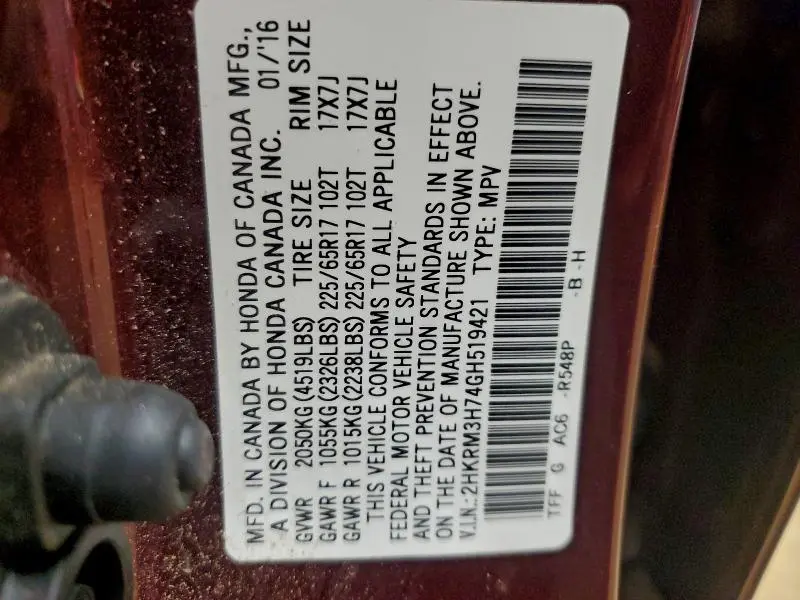 MFD. IN CANADA BY HONDA OF CANADA MFG.,
A DIVISION OF HONDA CANADA INC. 01/'16
GVWR 2050KG(4519LBS) TIRE SIZE RIM SIZE
GAWR F 1055KG(2326LBS) 225/65R17 102T 17X7J
GAWR R 1015KG(2238LBS) 225/65R17 102T 17X7J
THIS VEHICLE CONFORMS TO ALL APPLICABLE
FEDERAL MOTOR VEHICLE SAFETY
AND THEFT PREVENTION STANDARDS IN EFFECT
ON THE DATE OF MANUFACTURE SHOWN ABOVE.
V.I.N.:2HKRM3H74GH519421 TYPE: MPV
TFF G AC6 -R548P -B -H